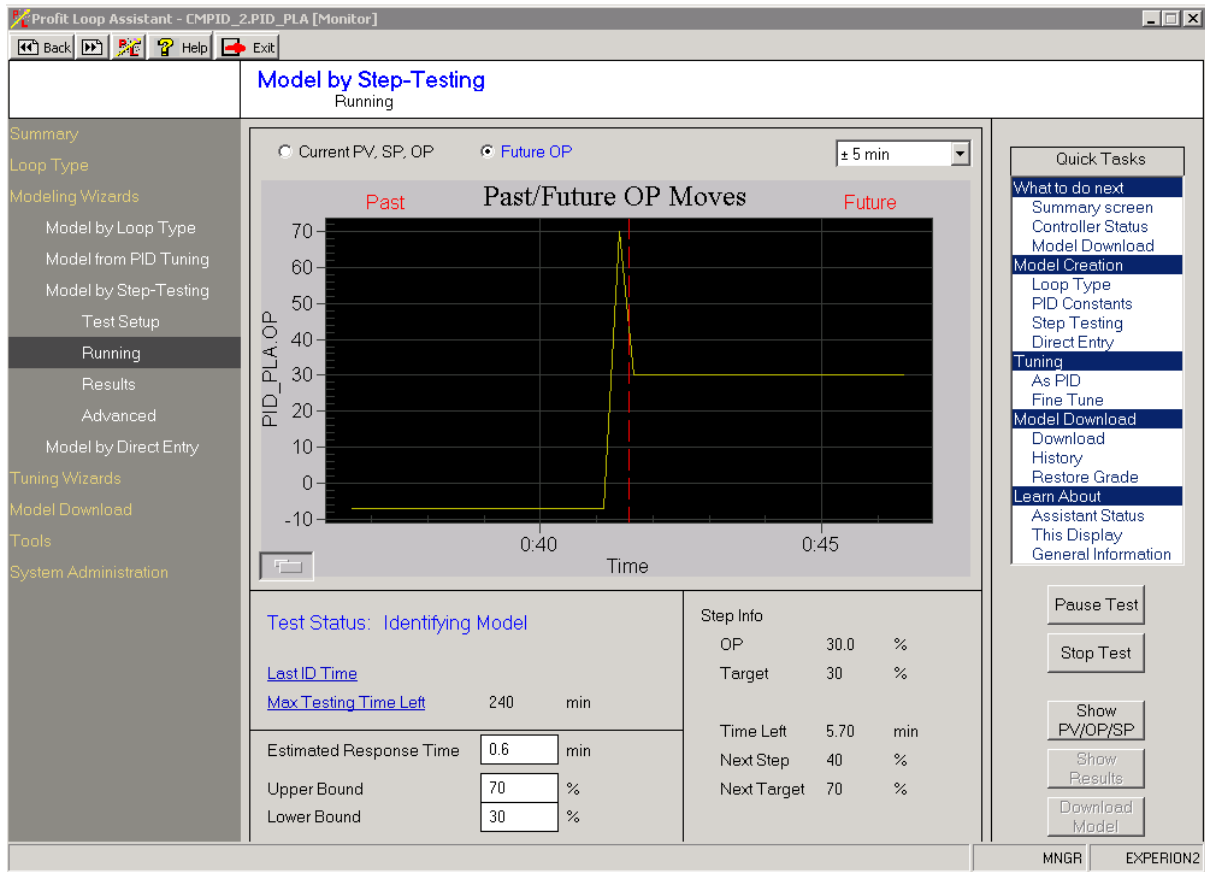 Profit Loop Assistant - CMPID_2.PID_PLA [Monitor]
Back Help Exit
Model by Step-Testing
Running
Summary
Loop Type
Modeling Wizards
Model by Loop Type
Model from PID Tuning
Model by Step-Testing
Test Setup
Running
Results
Advanced
Model by Direct Entry
Tuning Wizards
Model Download
Tools
System Administration
Current PV, SP, OP
Future OP
± 5 min
Past
Past/Future OP Moves
Future
PID_PLA.OP
70
60
50
40
30
20
10
0
-10
0:40
0:45
Time
Test Status: Identifying Model
Last ID Time
Max Testing Time Left 240 min
Estimated Response Time 0.6 min
Upper Bound 70 %
Lower Bound 30 %
Step Info
OP 30.0 %
Target 30 %
Time Left 5.70 min
Next Step 40 %
Next Target 70 %
Quick Tasks
What to do next
Summary screen
Controller Status
Model Download
Model Creation
Loop Type
PID Constants
Step Testing
Direct Entry
Tuning
As PID
Fine Tune
Model Download
Download
History
Restore Grade
Learn About
Assistant Status
This Display
General Information
Pause Test
Stop Test
Show
PV/OP/SP
Show
Results
Download
Model
MNGR
EXPERION2